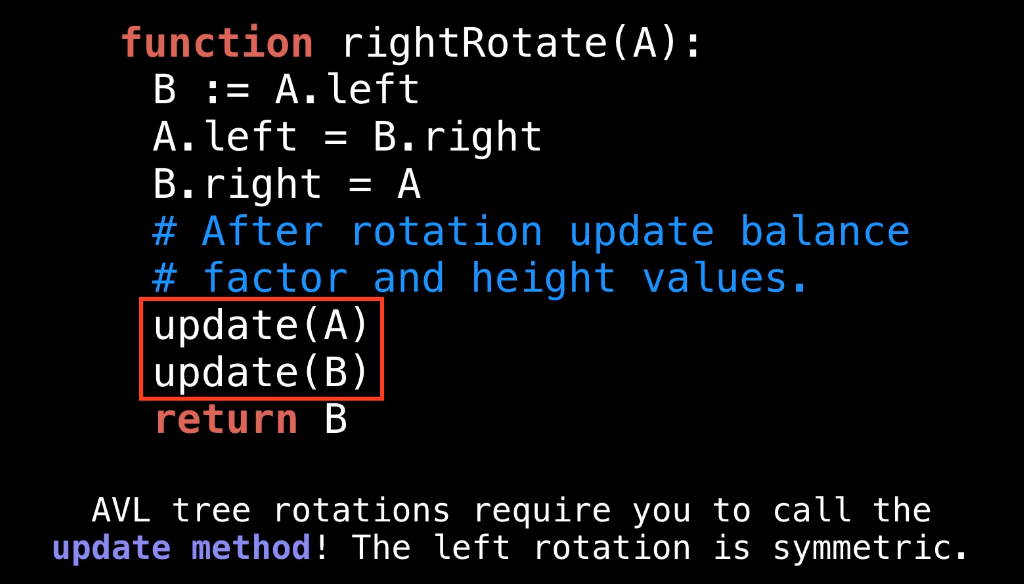 function rightRotate(A):
B := A.left
A.left = B.right
B.right = A
# After rotation update balance
# factor and height values.
update(A)
update(B)
return B
AVL tree rotations require you to call the
update method! The left rotation is symmetric.